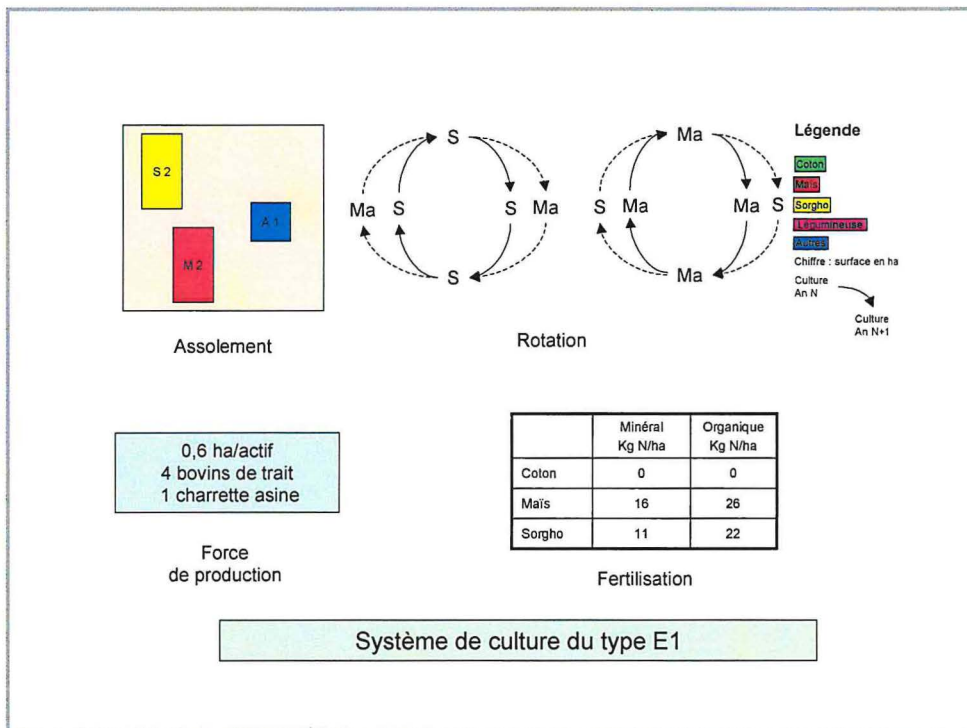 S 2
A 1
M 2
Assolement
S
Ma S
S Ma
S
Ma
S Ma
Ma S
Ma
Rotation
Légende
Coton
Maïs
Sorgho
Légumineuse
Autres
Chiffre : surface en ha
Culture
An N
Culture
An N+1
0,6 ha/actif
4 bovins de trait
1 charrette asine
Force
de production
Minéral Organique
Kg N/ha Kg N/ha
Coton 0 0
Maïs 16 26
Sorgho 11 22
Fertilisation
Système de culture du type E1